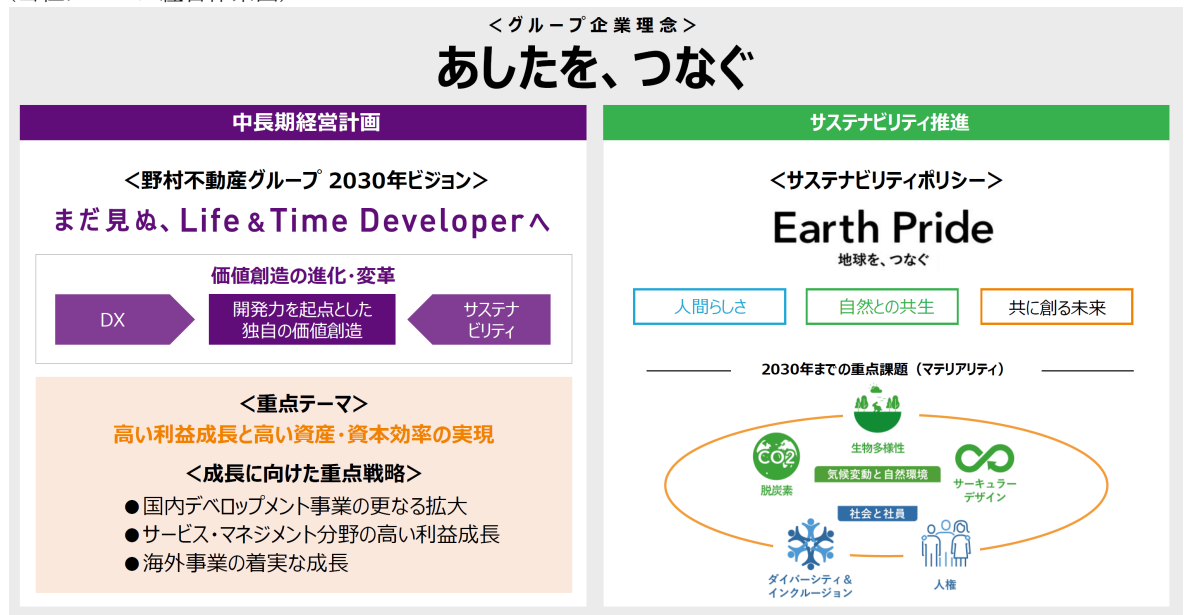 ＜グループ企業理念＞
あしたを、つなぐ
中長期経営計画
＜野村不動産グループ 2030年ビジョン＞
まだ見ぬ、Life & Time Developerへ
価値創造の進化・変革
DX
開発力を起点とした
独自の価値創造
サステナ
ビリティ
＜重点テーマ＞
高い利益成長と高い資産・資本効率の実現
＜成長に向けた重点戦略＞
●国内デベロップメント事業の更なる拡大
●サービス・マネジメント分野の高い利益成長
●海外事業の着実な成長
サステナビリティ推進
＜サステナビリティポリシー＞
Earth Pride
地球を、つなぐ
人間らしさ
自然との共生
共に創る未来
2030年までの重点課題（マテリアリティ）
生物多様性
CO2
脱炭素
気候変動と自然環境
サーキュラー
デザイン
社会と社員
ダイバーシティ＆
インクルージョン
人権